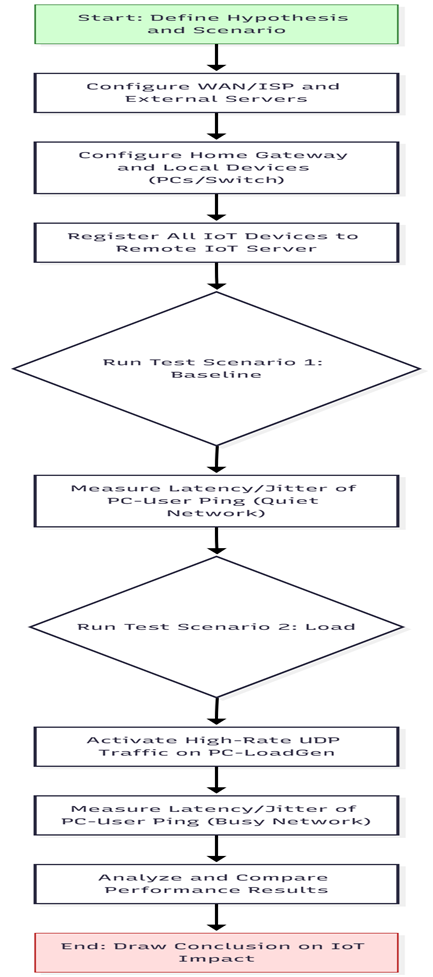 Start: Define Hypothesis
and Scenario
Configure WAN/ISP and
External Servers
Configure Home Gateway
and Local Devices
(PCs/Switch)
Register All IoT Devices to
Remote IoT Server
Run Test Scenario 1:
Baseline
Measure Latency/Jitter of
PC-User Ping (Quiet
Network)
Run Test Scenario 2: Load
Activate High-Rate UDP
Traffic on PC-LoadGen
Measure Latency/Jitter of
PC-User Ping (Busy Network)
Analyze and Compare
Performance Results
End: Draw Conclusion on IoT
Impact